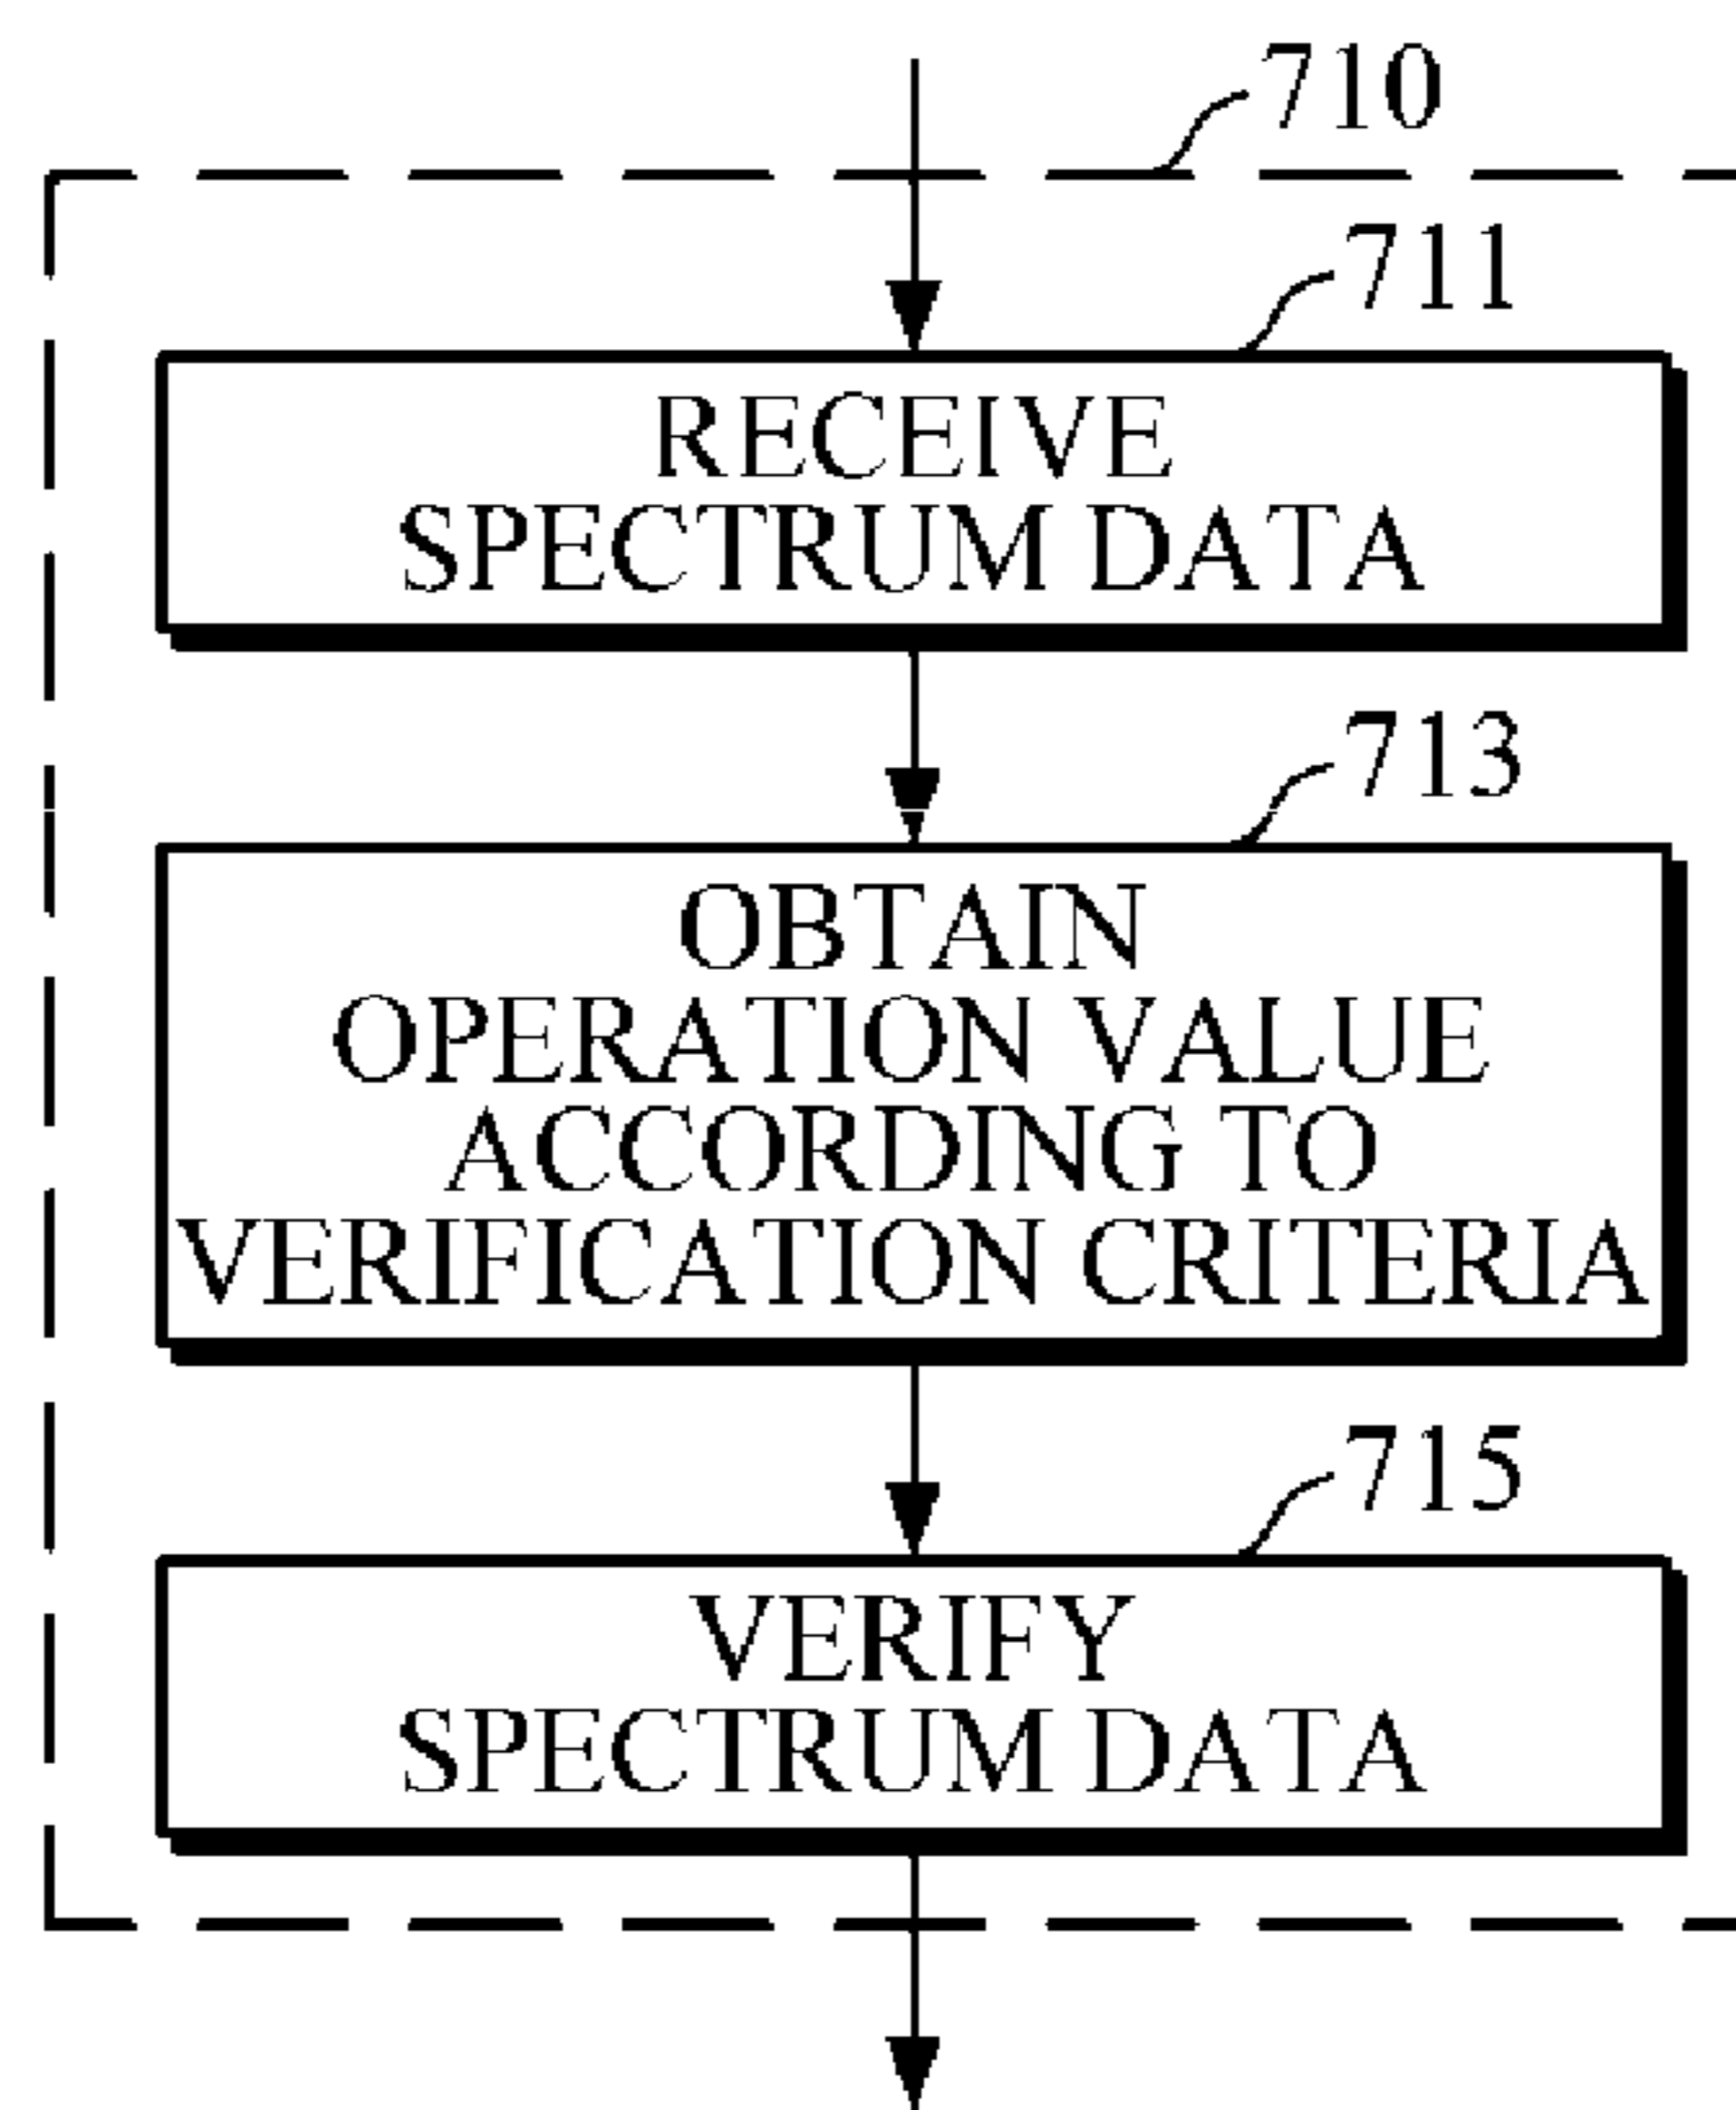 710
711
RECEIVE
SPECTRUM DATA
713
OBTAIN
OPERATION VALUE
ACCORDING TO
VERIFICATION CRITERIA
715
VERIFY
SPECTRUM DATA